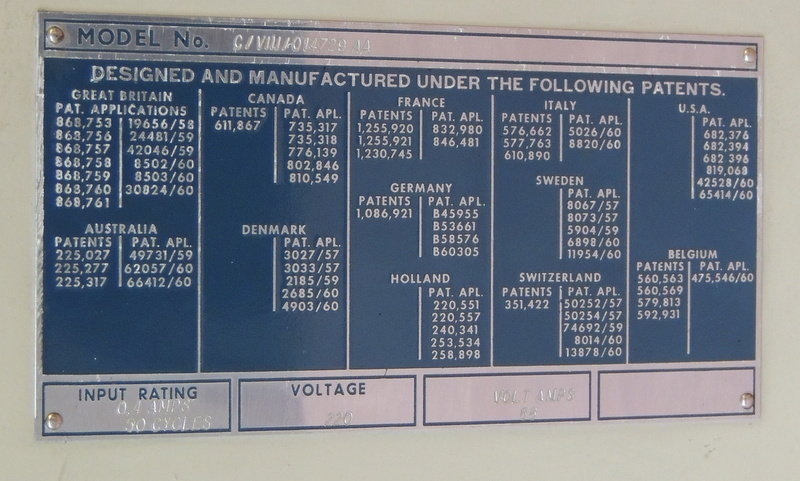 MODEL No.
DESIGNED AND MANUFACTURED UNDER THE FOLLOWING PATENTS.
GREAT BRITAIN
PAT. APPLICATIONS
868,753 19656/58
868,756 24481/59
868,757 42046/59
868,758 8502/60
868,759 8503/60
868,760 30824/60
868,761
AUSTRALIA
PATENTS PAT. APL.
225,027 49731/59
225,277 62057/60
225,317 66412/60
CANADA
PATENTS PAT. APL.
611,867 735,317
735,318
776,139
802,846
810,549
DENMARK
PAT. APL.
3027/57
3033/57
2185/59
2685/60
4903/60
FRANCE
PATENTS PAT. APL.
1,255,920 832,980
1,255,921 846,481
1,230,745
GERMANY
PATENTS PAT. APL.
1,086,921 B45955
B53661
B58576
B60305
HOLLAND
PAT. APL.
220,551
220,557
240,341
253,534
258,898
ITALY
PATENTS PAT. APL.
576,662 5026/60
577,763 8820/60
610,890
SWEDEN
PAT. APL.
8067/57
8073/57
5904/59
6898/60
11954/60
SWITZERLAND
PATENTS PAT. APL.
351,422 50252/57
50254/57
74692/59
8014/60
13878/60
U.S.A.
PAT. APL.
682,376
682,394
682 396
819,068
42528/60
65414/60
BELGIUM
PATENTS PAT. APL.
560,563 475,546/60
560,569
579,813
592,931
INPUT RATING
0.4 AMPS
50 CYCLES
VOLTAGE
220
VOLT AMPS
88